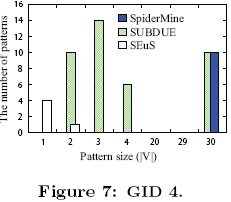 The number of patterns
16
14
12
10
8
6
4
2
0
SpiderMine
SUBDUE
SEuS
1 2 3 4 20 29 30
Pattern size (|V|)
Figure 7: GID 4.